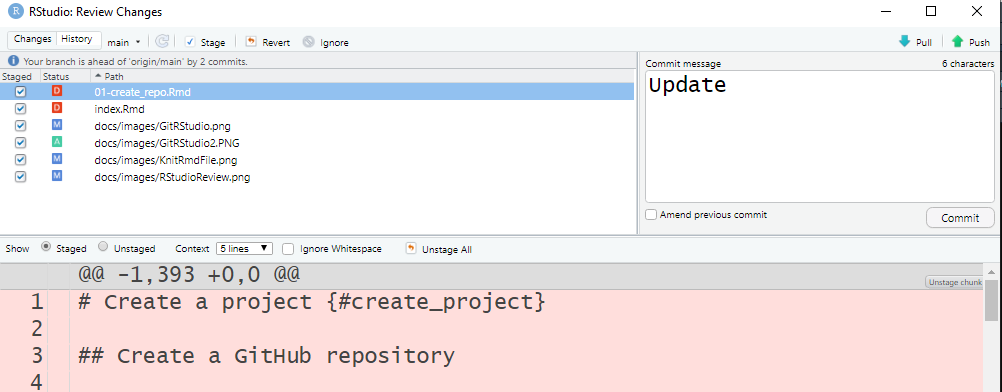 R RStudio: Review Changes
Changes History main Stage Revert Ignore Pull Push
Your branch is ahead of 'origin/main' by 2 commits.
Staged Status Path
D 01-create_repo.Rmd
D index.Rmd
M docs/images/GitRStudio.png
A docs/images/GitRStudio2.PNG
M docs/images/KnitRmdFile.png
M docs/images/RStudioReview.png
Commit message 6 characters
Update
Amend previous commit Commit
Show Staged Unstaged Context 5 lines Ignore Whitespace Unstage All
@@ -1,393 +0,0 @@ Unstage chunk
1 # Create a project {#create_project}
2
3 ## Create a GitHub repository
4